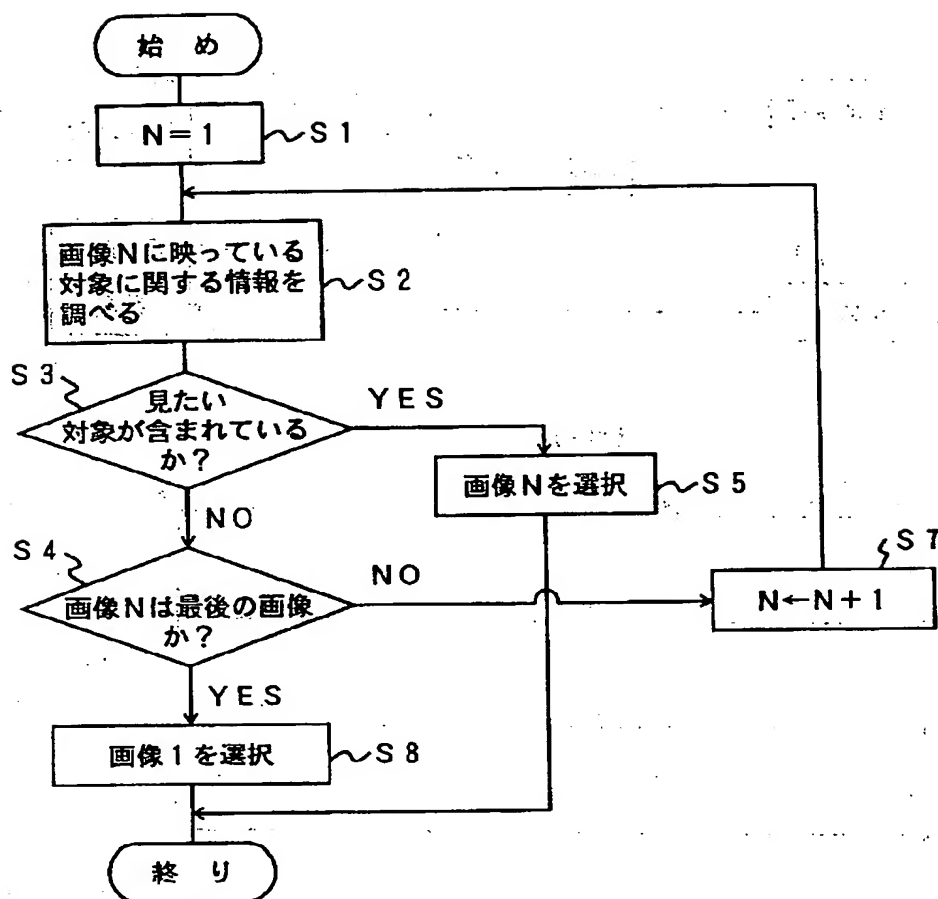 始め
N=1
S1
画像Nに映っている
対象に関する情報を
調べる
S2
S3
見たい
対象が含まれている
か?
YES
画像Nを選択
S5
NO
S4
画像Nは最後の画像
か?
NO
S7
N←N+1
YES
画像1を選択
S8
終り